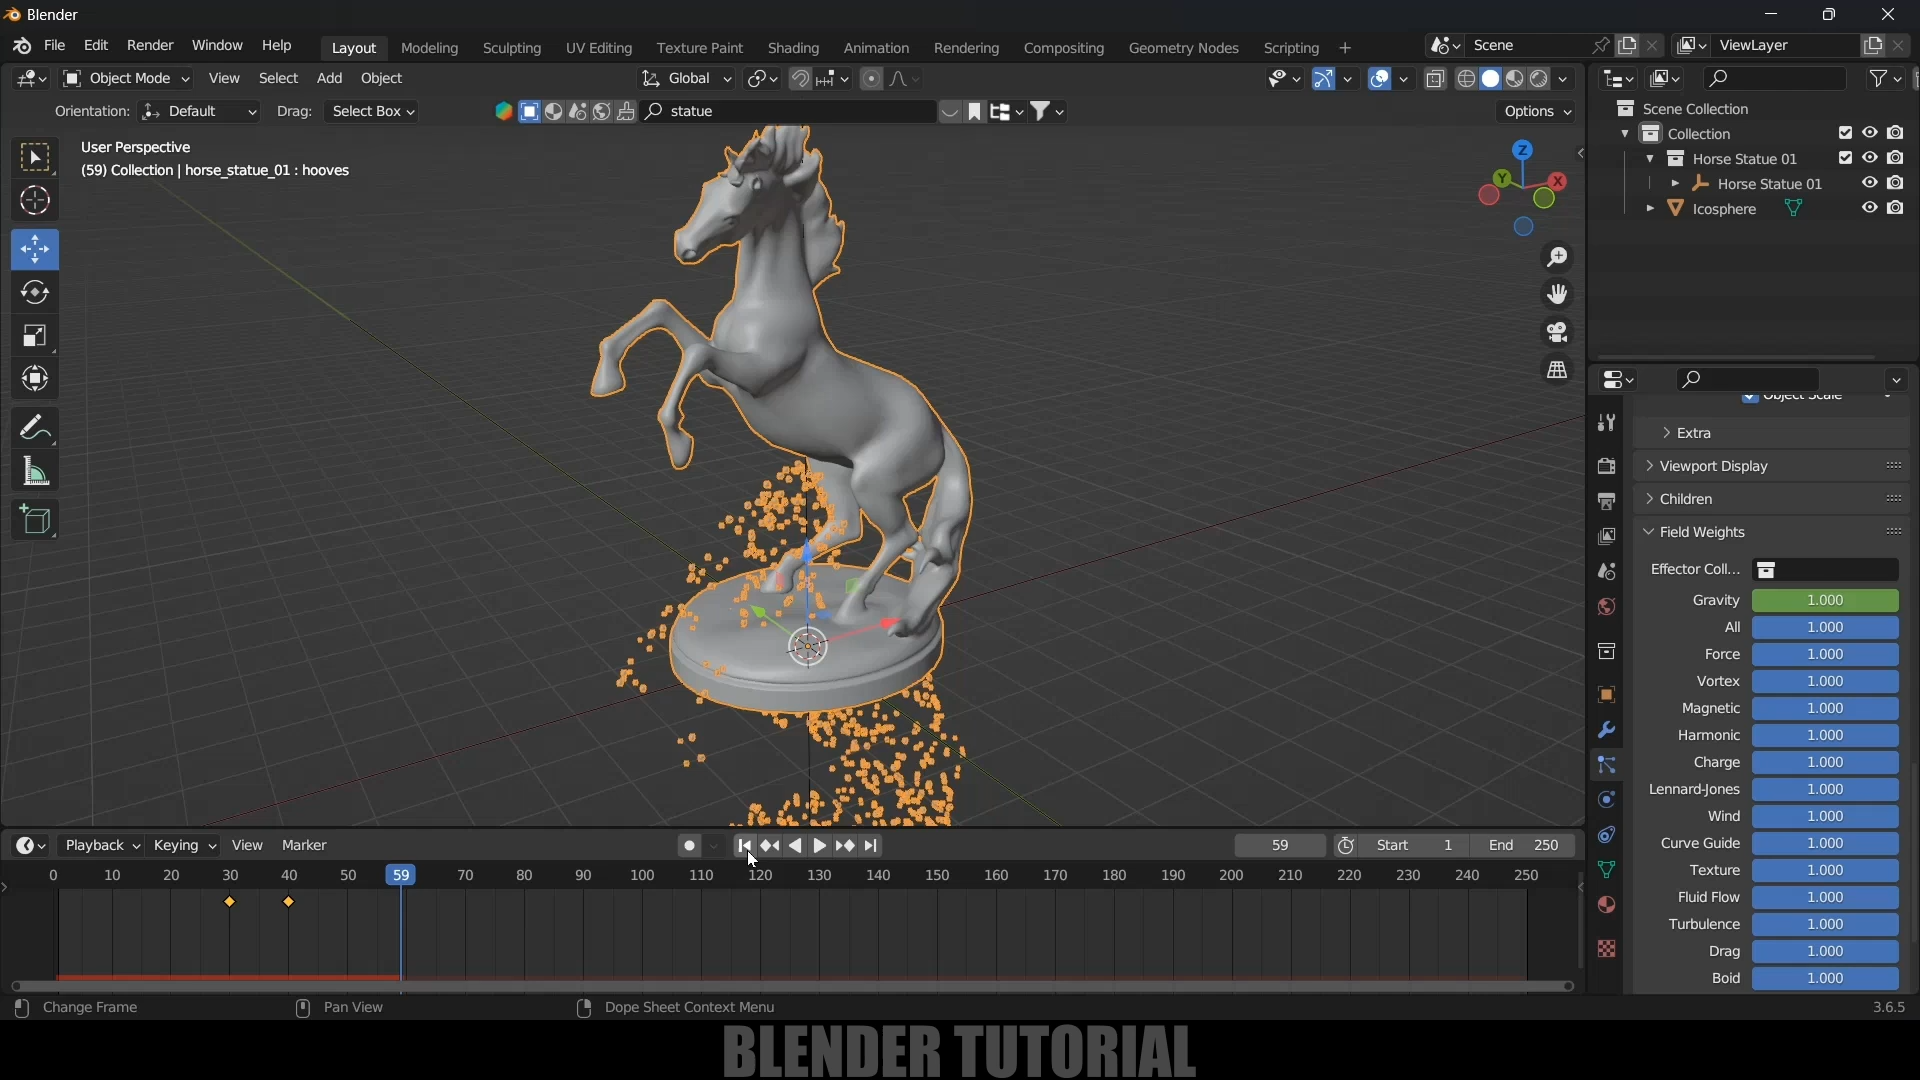 Blender
File Edit Render Window Help Layout Modeling Sculpting UV Editing Texture Paint Shading Animation Rendering Compositing Geometry Nodes Scripting + Scene ViewLayer
Object Mode View Select Add Object Global
Orientation: Default Drag: Select Box statue Options
User Perspective
(59) Collection | horse_statue_01 : hooves
Z
Y
X
Scene Collection
Collection
Horse Statue 01
Horse Statue 01
Icosphere
Object Scale
Extra
Viewport Display
Children
Field Weights
Effector Coll...
Gravity 1.000
All 1.000
Force 1.000
Vortex 1.000
Magnetic 1.000
Harmonic 1.000
Charge 1.000
Lennard-Jones 1.000
Wind 1.000
Curve Guide 1.000
Texture 1.000
Fluid Flow 1.000
Turbulence 1.000
Drag 1.000
Boid 1.000
Playback Keying View Marker 59 Start 1 End 250
0 10 20 30 40 50 59 70 80 90 100 110 120 130 140 150 160 170 180 190 200 210 220 230 240 250
Change Frame Pan View Dope Sheet Context Menu 3.6.5
BLENDER TUTORIAL